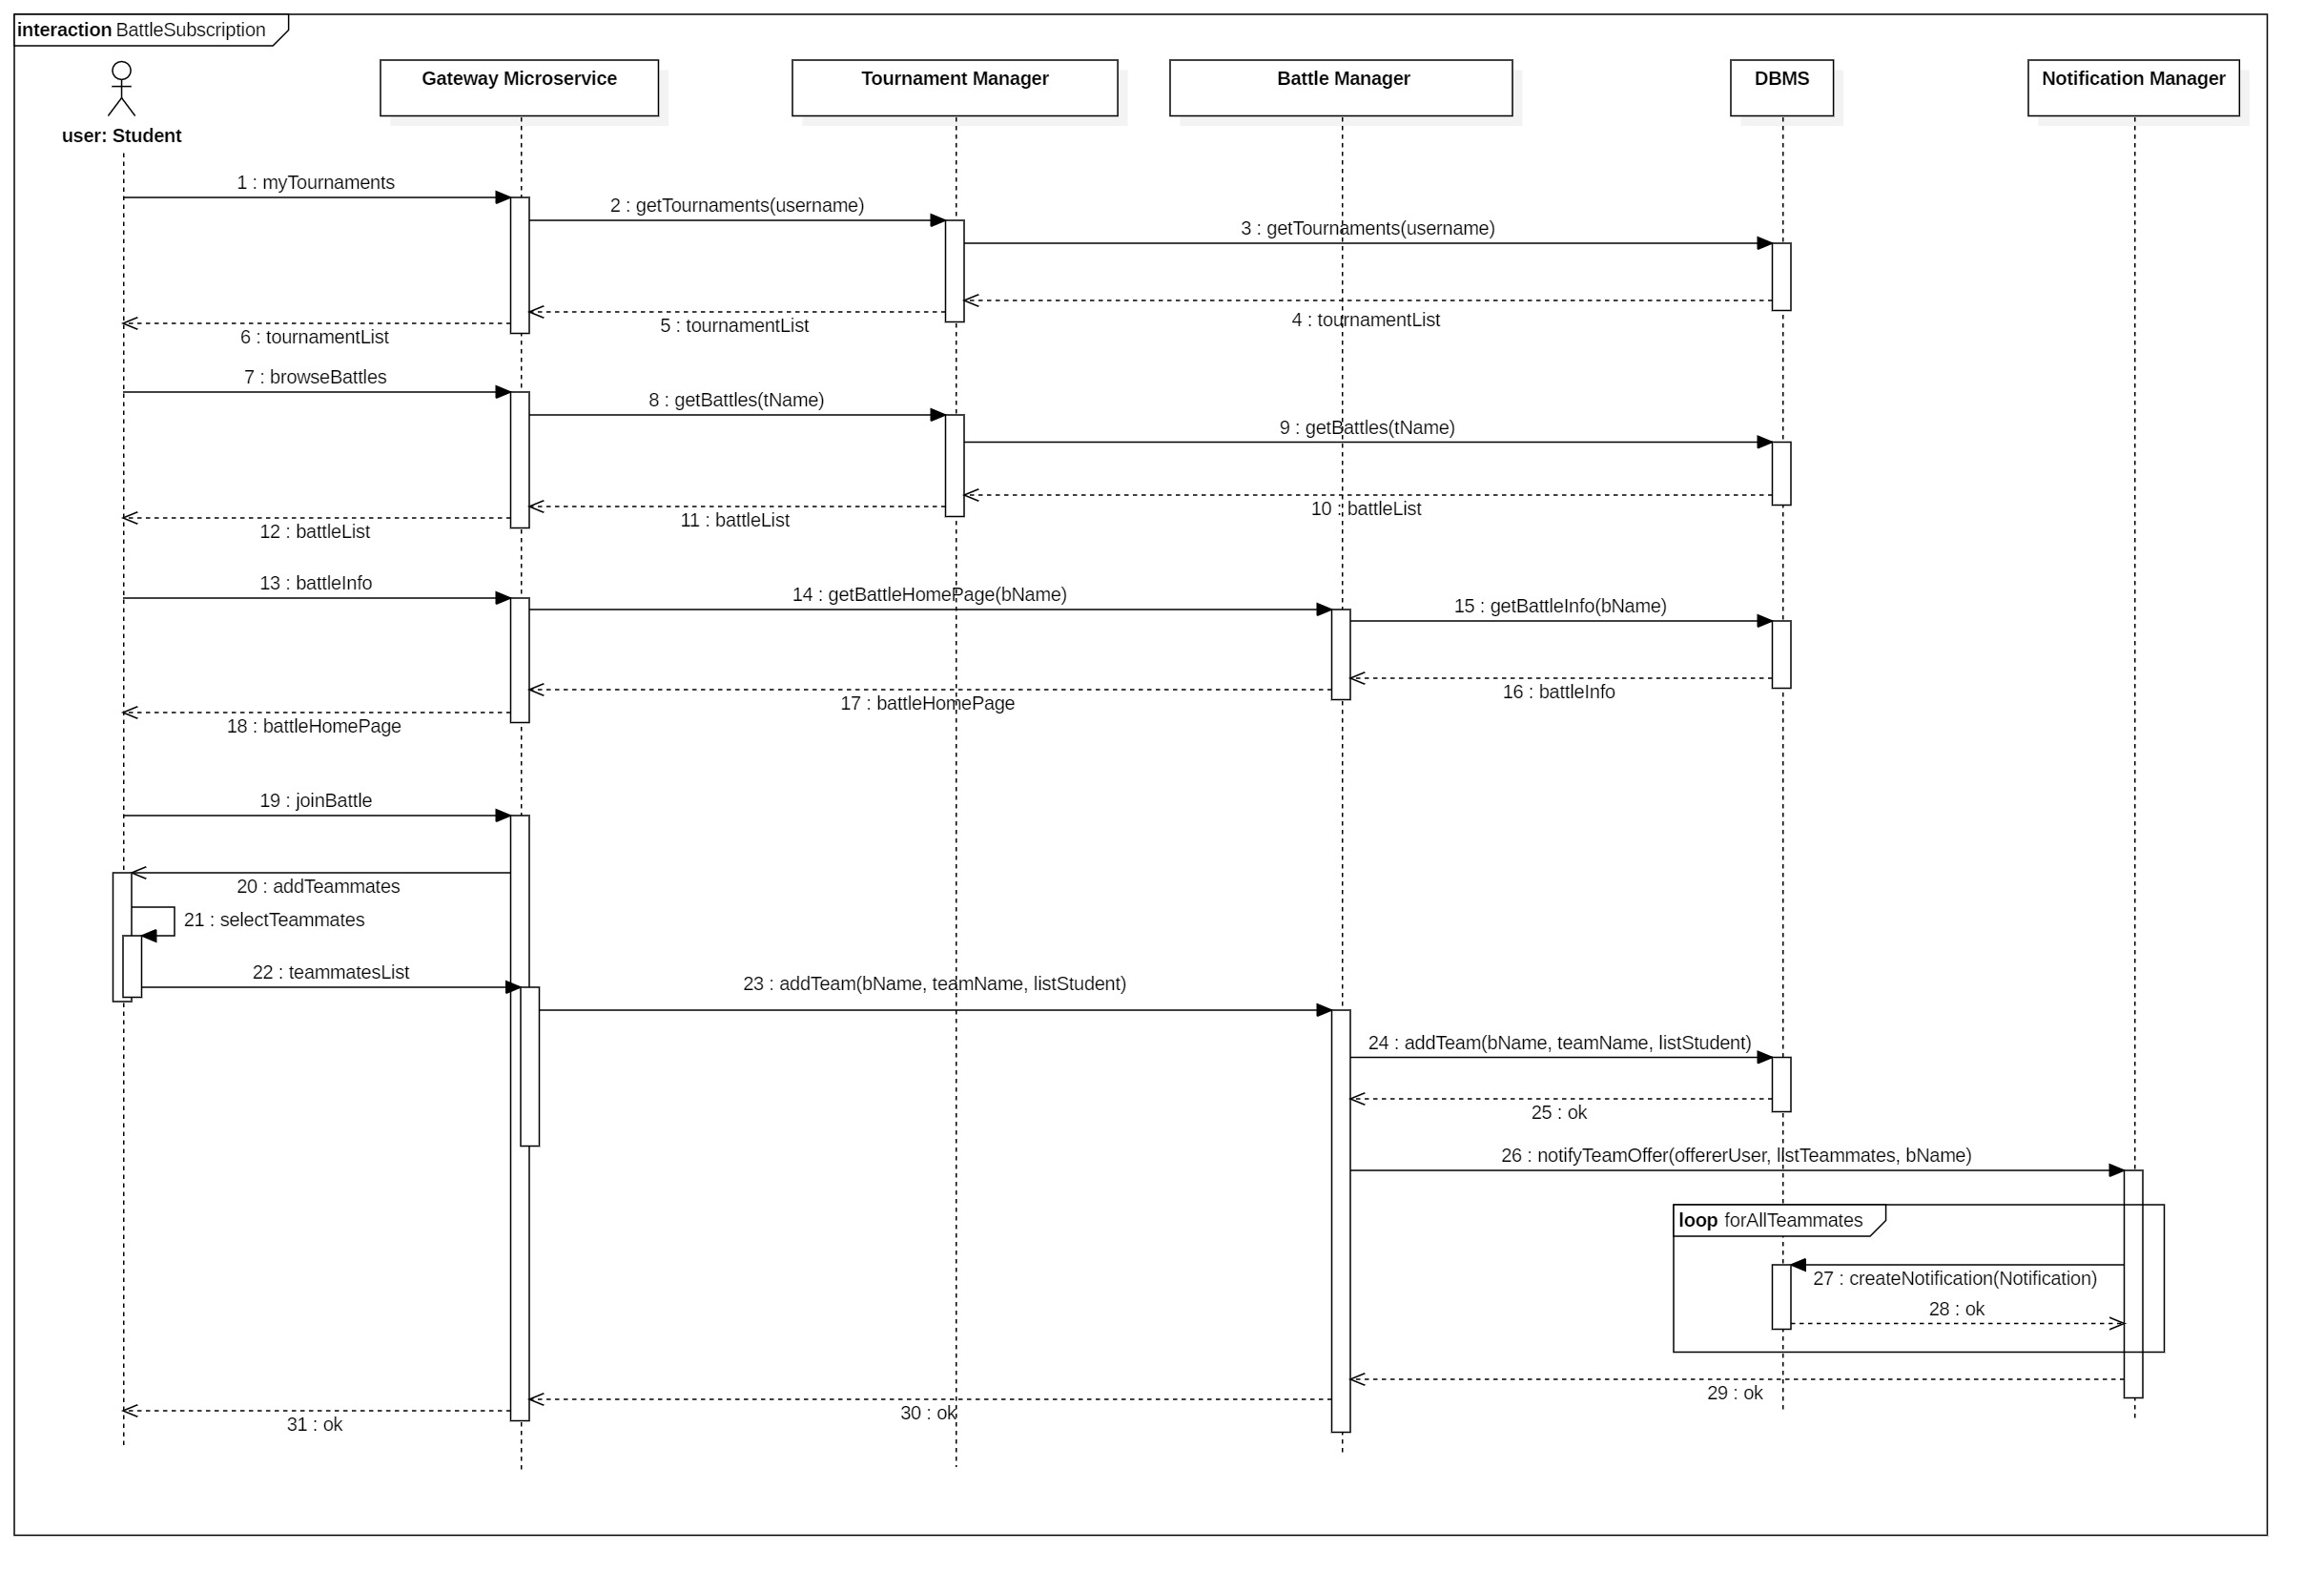 interaction BattleSubscription
Gateway Microservice
Tournament Manager
Battle Manager
DBMS
Notification Manager
user: Student
1 : myTournaments
2 : getTournaments(username)
3 : getTournaments(username)
4 : tournamentList
5 : tournamentList
6 : tournamentList
7 : browseBattles
8 : getBattles(tName)
9 : getBattles(tName)
10 : battleList
11 : battleList
12 : battleList
13 : battleInfo
14 : getBattleHomePage(bName)
15 : getBattleInfo(bName)
16 : battleInfo
17 : battleHomePage
18 : battleHomePage
19 : joinBattle
20 : addTeammates
21 : selectTeammates
22 : teammatesList
23 : addTeam(bName, teamName, listStudent)
24 : addTeam(bName, teamName, listStudent)
25 : ok
26 : notifyTeamOffer(offererUser, listTeammates, bName)
loop forAllTeammates
27 : createNotification(Notification)
28 : ok
29 : ok
30 : ok
31 : ok